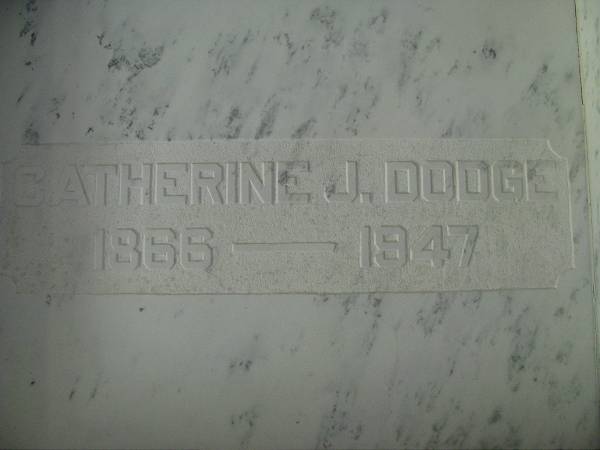 CATHERINE J. DODGE
1866 — 1947